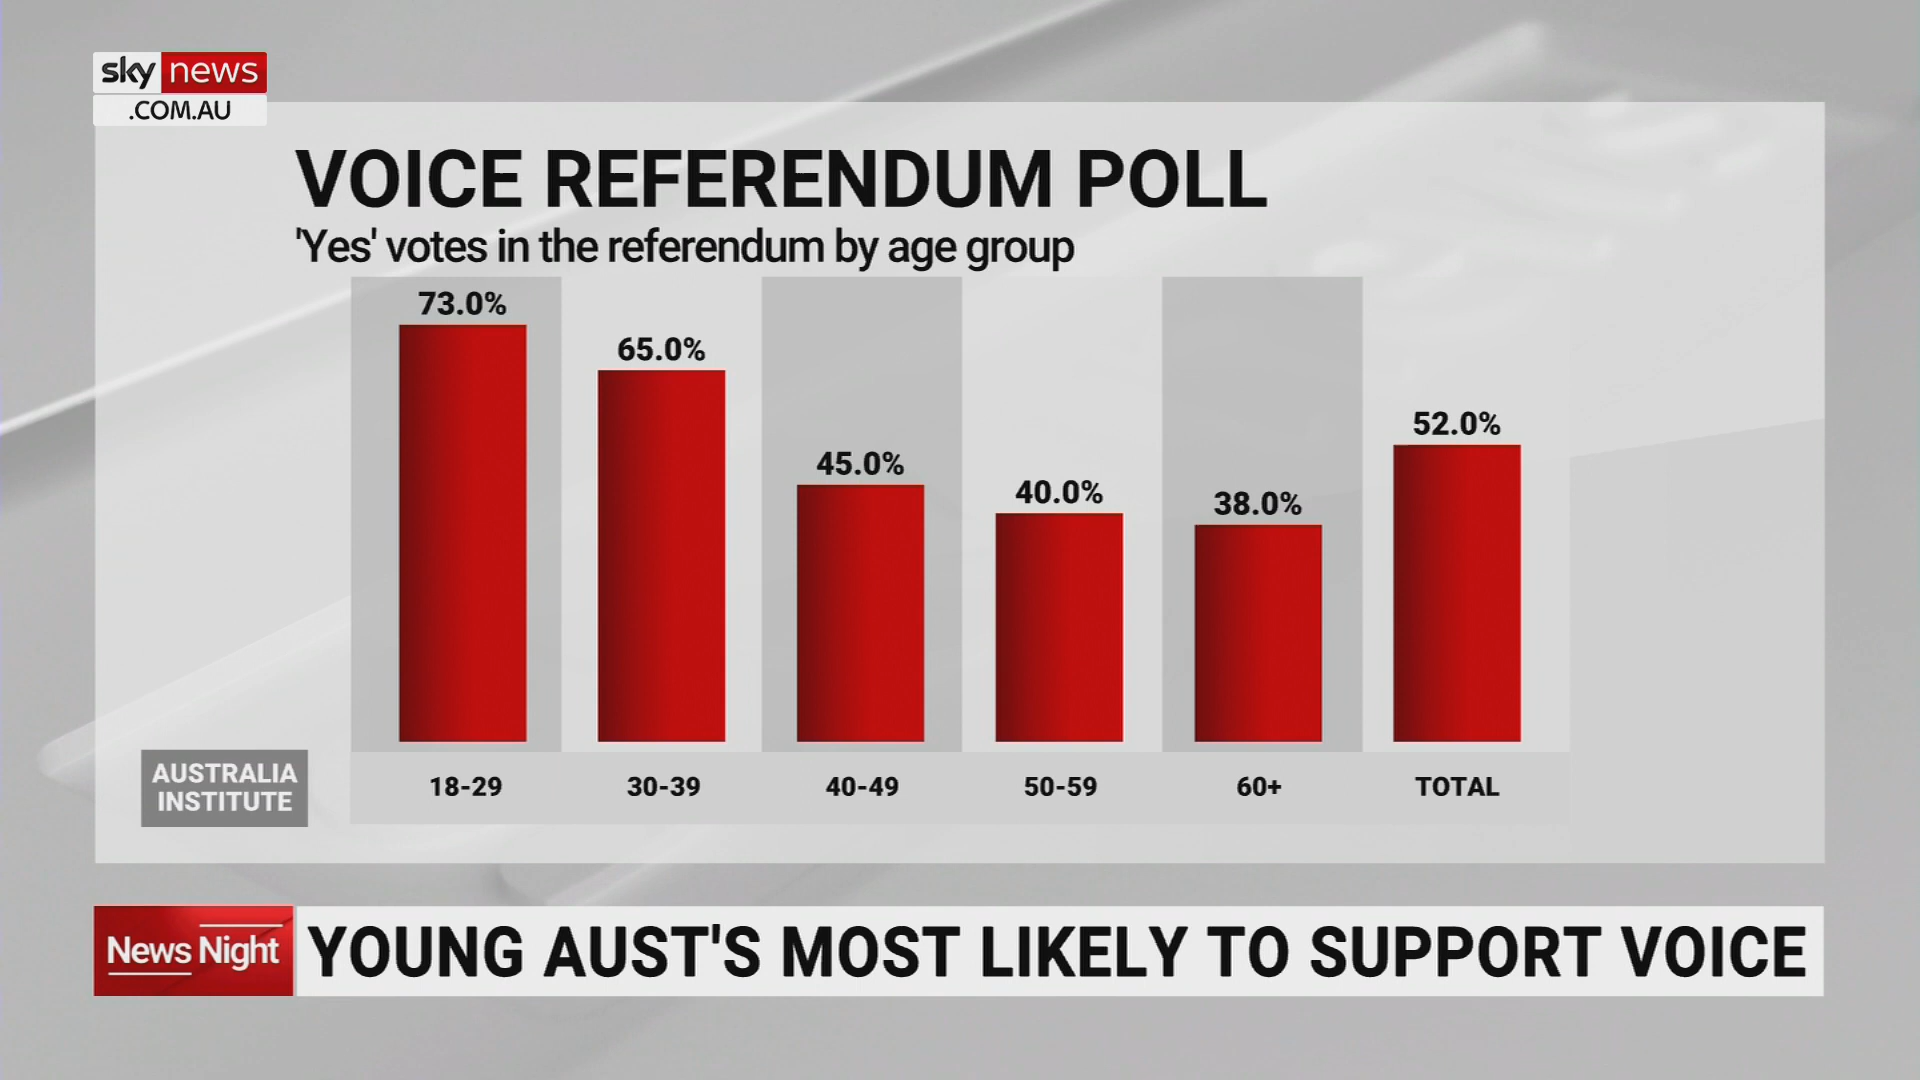 sky news
.COM.AU
VOICE REFERENDUM POLL
'Yes' votes in the referendum by age group
73.0%
65.0%
45.0%
40.0%
38.0%
52.0%
AUSTRALIA
INSTITUTE
18-29
30-39
40-49
50-59
60+
TOTAL
News Night
YOUNG AUST'S MOST LIKELY TO SUPPORT VOICE